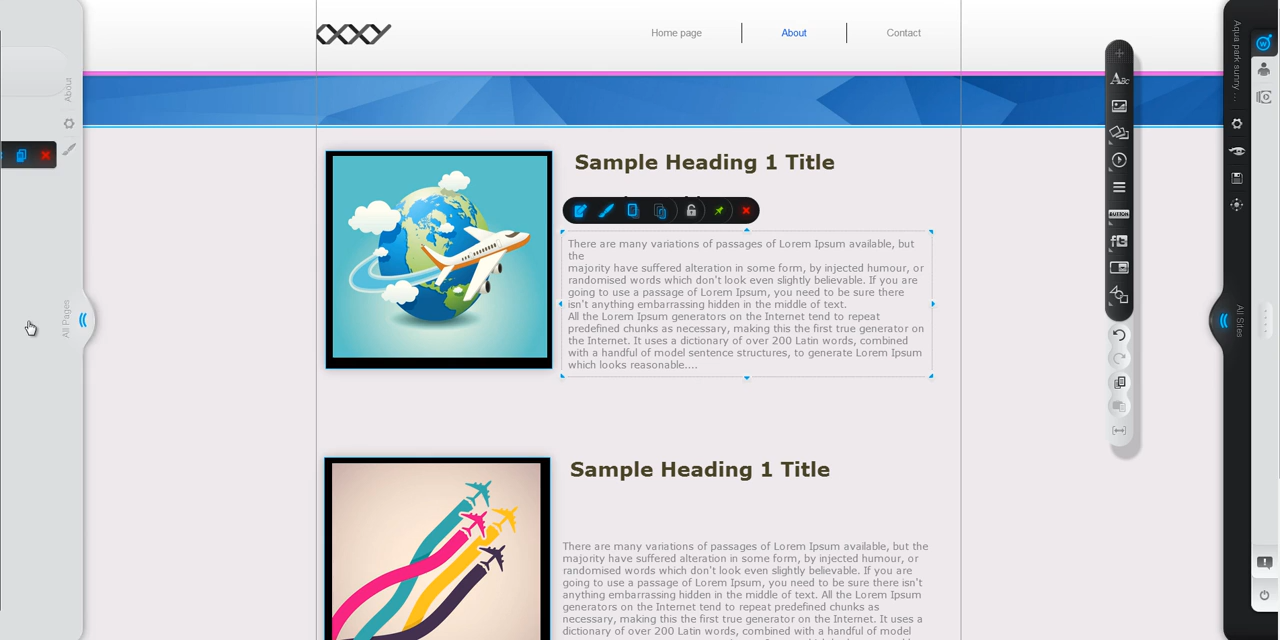 Home page
About
Contact
About
All Pages
Aqua park sunny ...
All Sites
ABC
BUTTON
Sample Heading 1 Title
There are many variations of passages of Lorem Ipsum available, but
the
majority have suffered alteration in some form, by injected humour, or
randomised words which don't look even slightly believable. If you are
going to use a passage of Lorem Ipsum, you need to be sure there
isn't anything embarrassing hidden in the middle of text.
All the Lorem Ipsum generators on the Internet tend to repeat
predefined chunks as necessary, making this the first true generator on
the Internet. It uses a dictionary of over 200 Latin words, combined
with a handful of model sentence structures, to generate Lorem Ipsum
which looks reasonable....
Sample Heading 1 Title
There are many variations of passages of Lorem Ipsum available, but the
majority have suffered alteration in some form, by injected humour, or
randomised words which don't look even slightly believable. If you are
going to use a passage of Lorem Ipsum, you need to be sure there isn't
anything embarrassing hidden in the middle of text. All the Lorem Ipsum
generators on the Internet tend to repeat predefined chunks as
necessary, making this the first true generator on the Internet. It uses a
dictionary of over 200 Latin words, combined with a handful of model